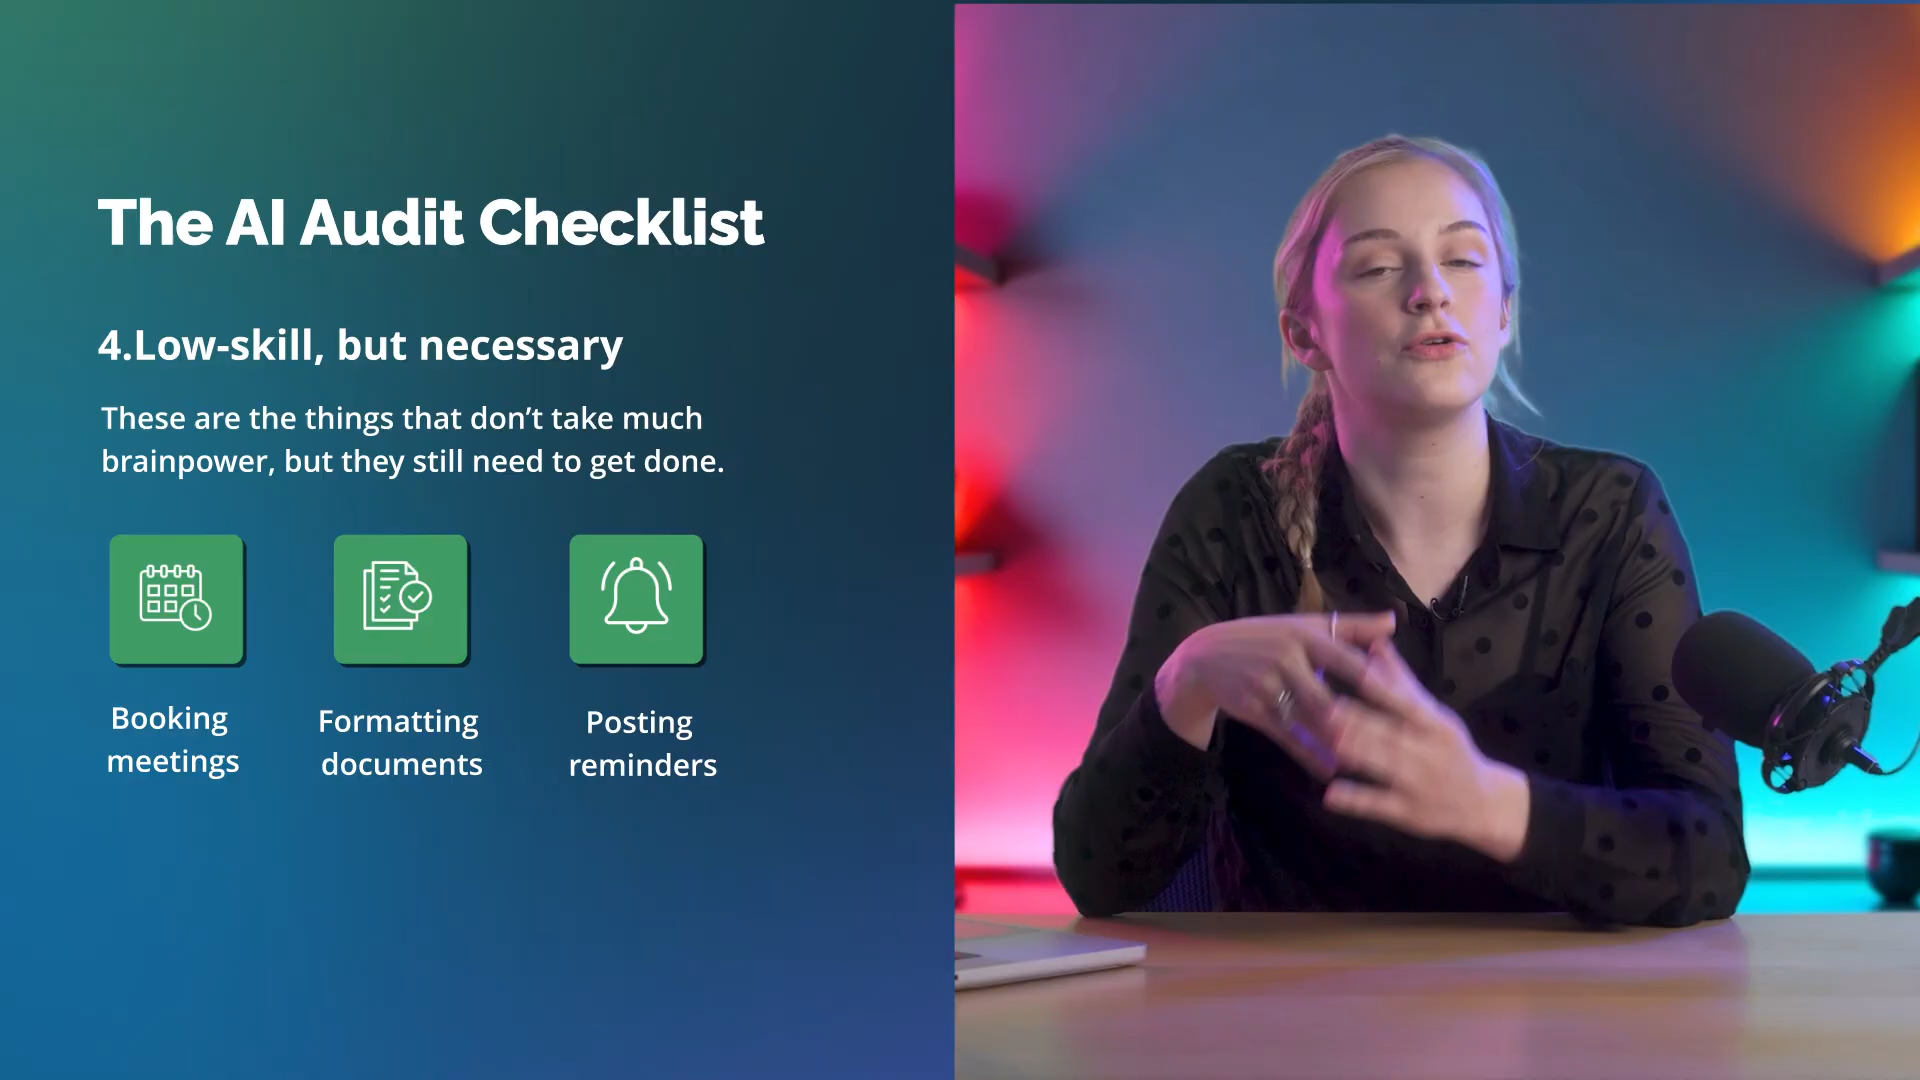 The AI Audit Checklist
4.Low-skill, but necessary
These are the things that don’t take much
brainpower, but they still need to get done.
Booking
meetings
Formatting
documents
Posting
reminders